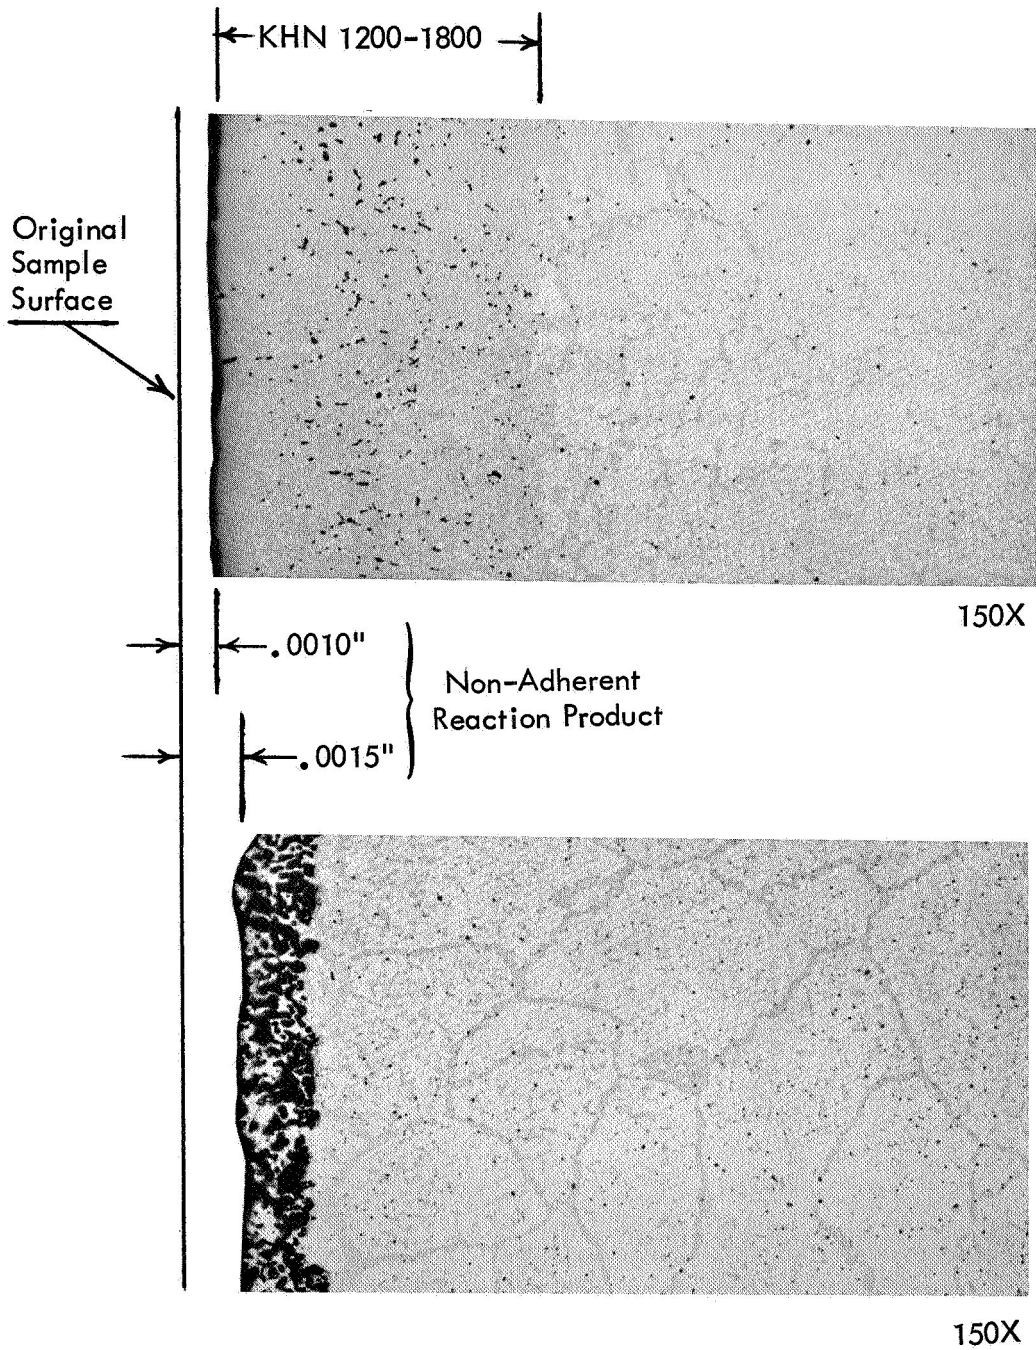 KHN 1200-1800
Original
Sample
Surface
150X
.0010"
Non-Adherent
Reaction Product
.0015"
150X